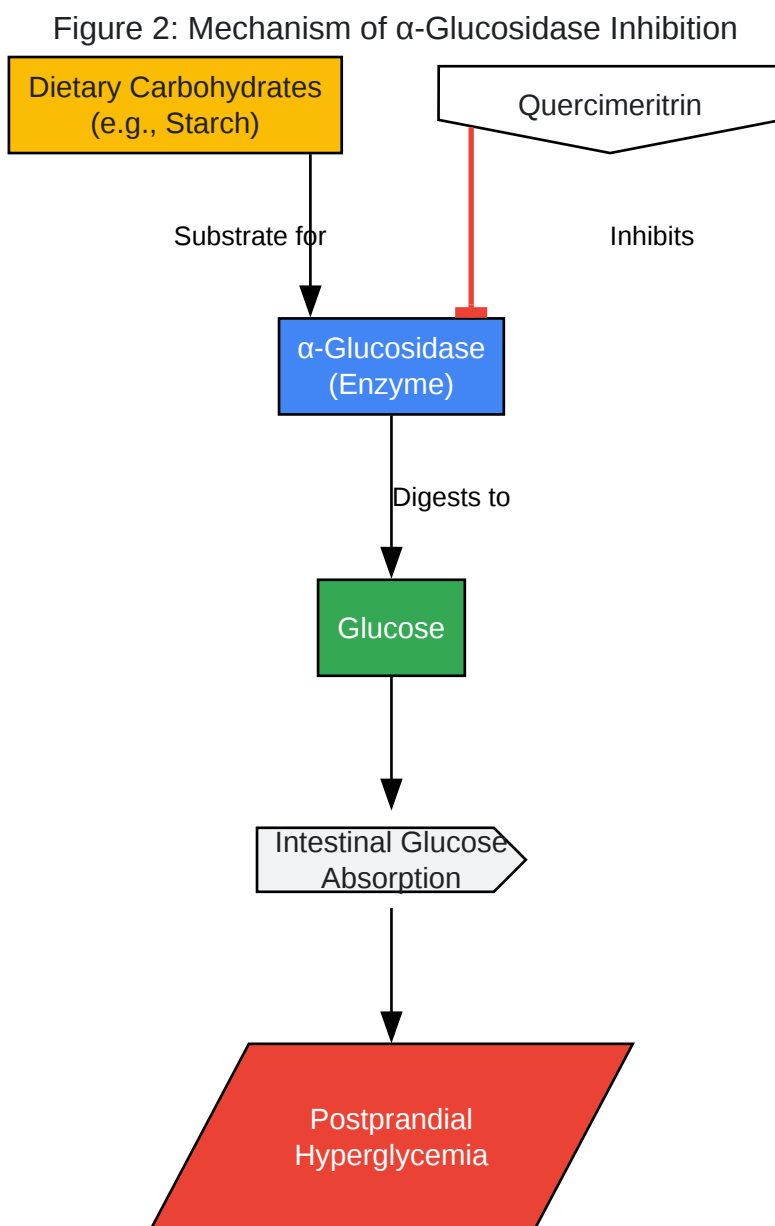 Figure 2: Mechanism of α-Glucosidase Inhibition
Dietary Carbohydrates
(e.g., Starch)
Quercimeritrin
Substrate for
Inhibits
α-Glucosidase
(Enzyme)
Digests to
Glucose
Intestinal Glucose
Absorption
Postprandial
Hyperglycemia